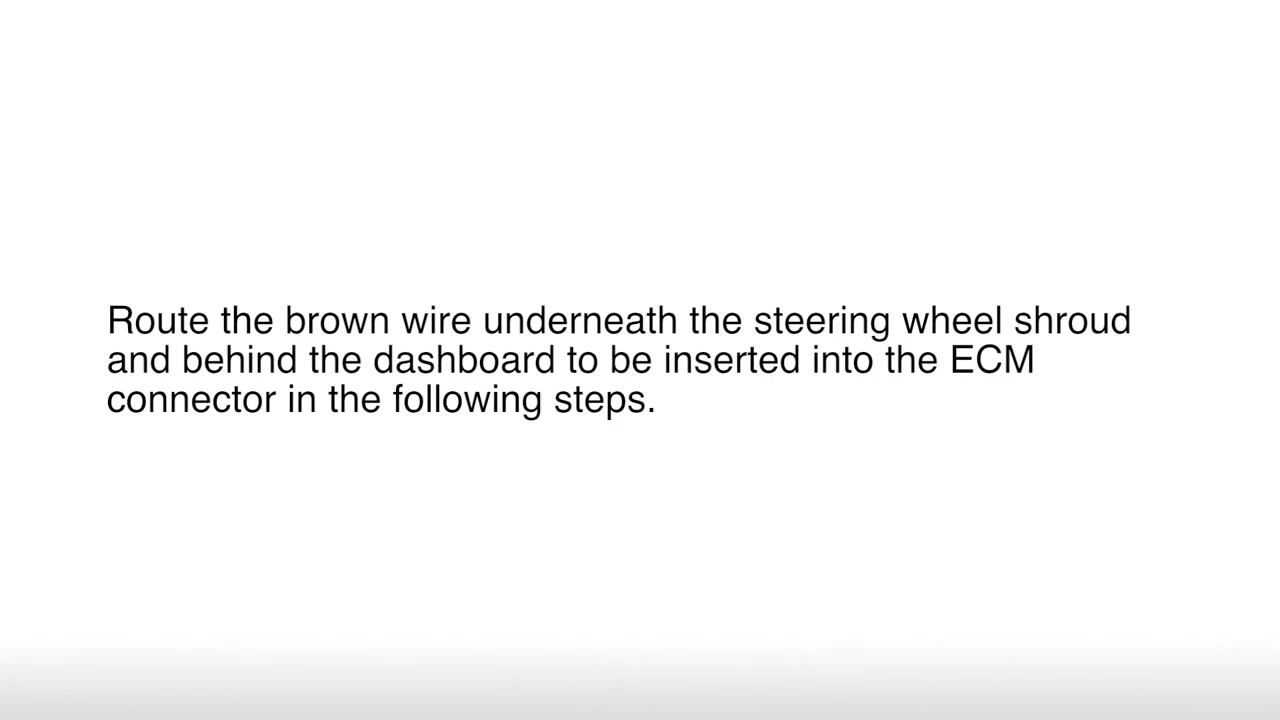 Route the brown wire underneath the steering wheel shroud
and behind the dashboard to be inserted into the ECM
connector in the following steps.